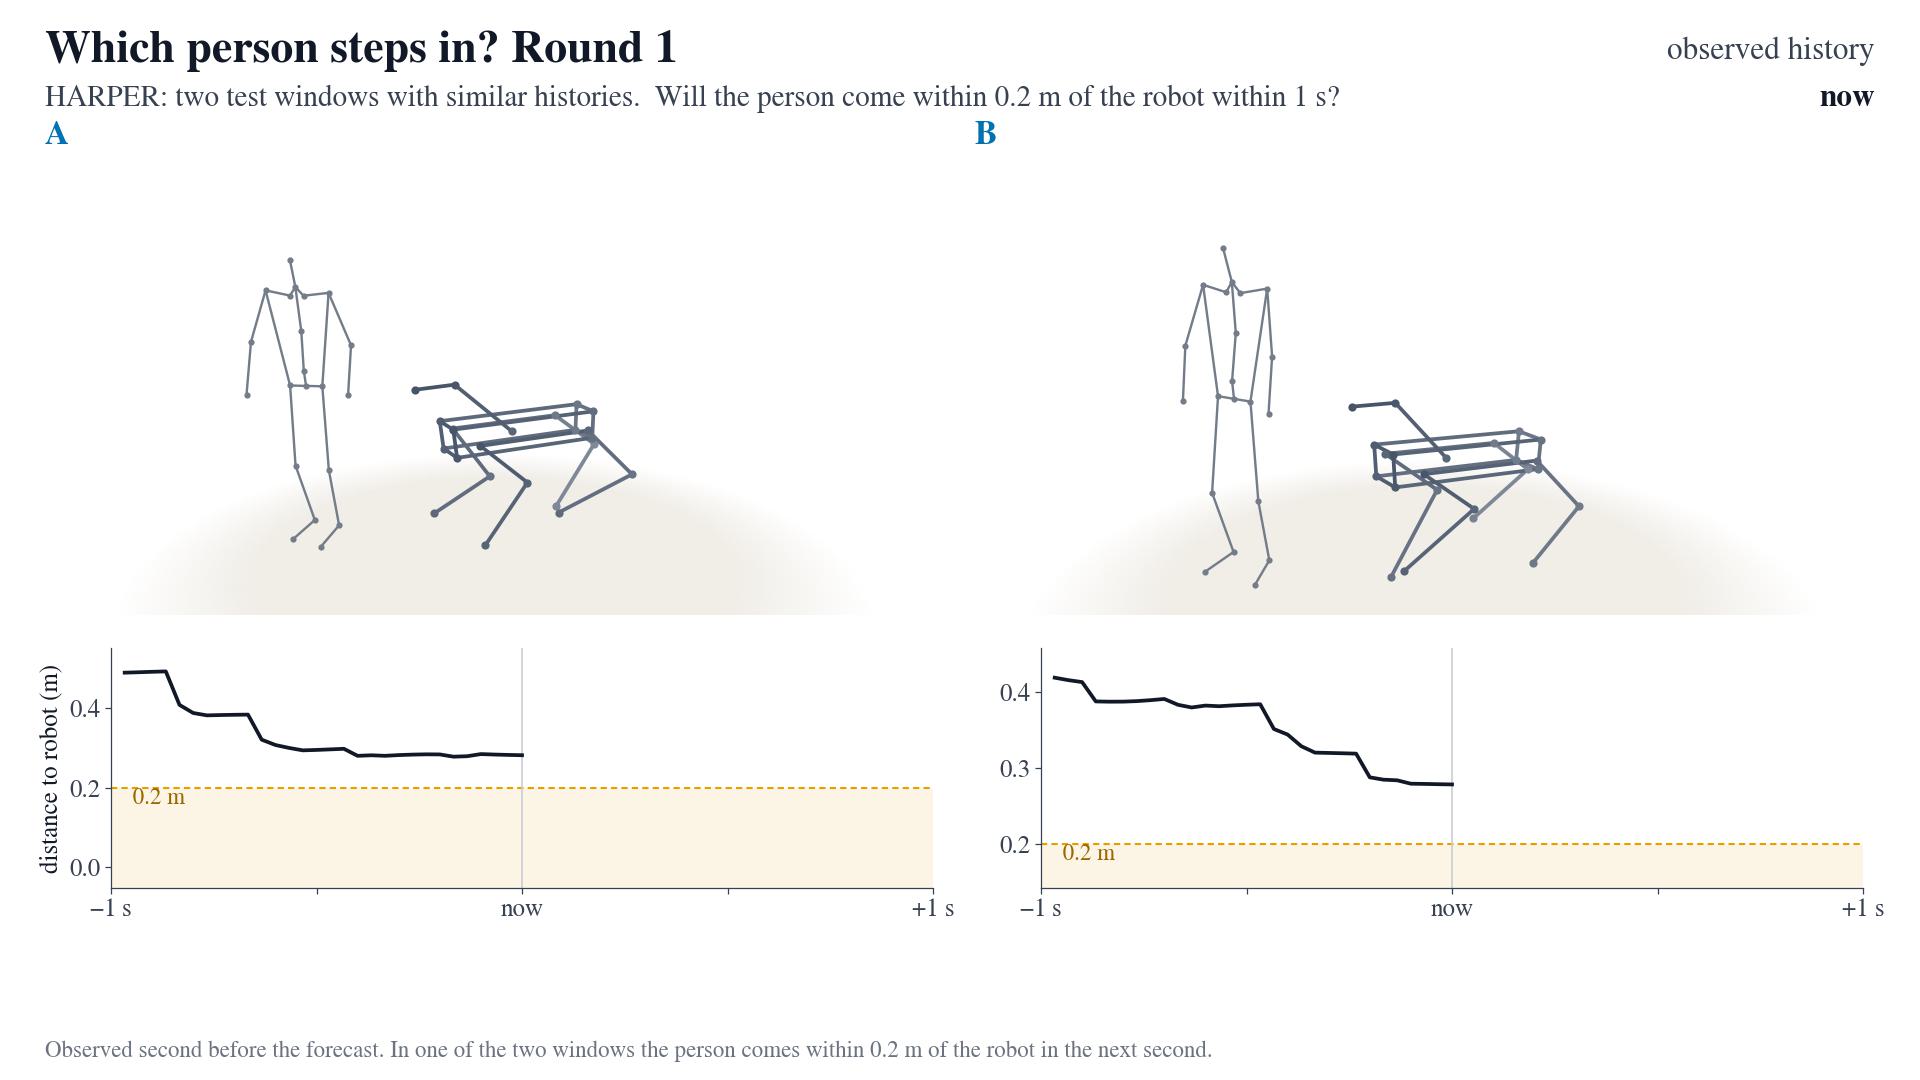 Which person steps in? Round 1
observed history
HARPER: two test windows with similar histories.  Will the person come within 0.2 m of the robot within 1 s?
now
A
B
distance to robot (m)
0.4
0.2
0.0
0.2 m
−1 s
now
+1 s
0.4
0.3
0.2
0.2 m
−1 s
now
+1 s
Observed second before the forecast. In one of the two windows the person comes within 0.2 m of the robot in the next second.